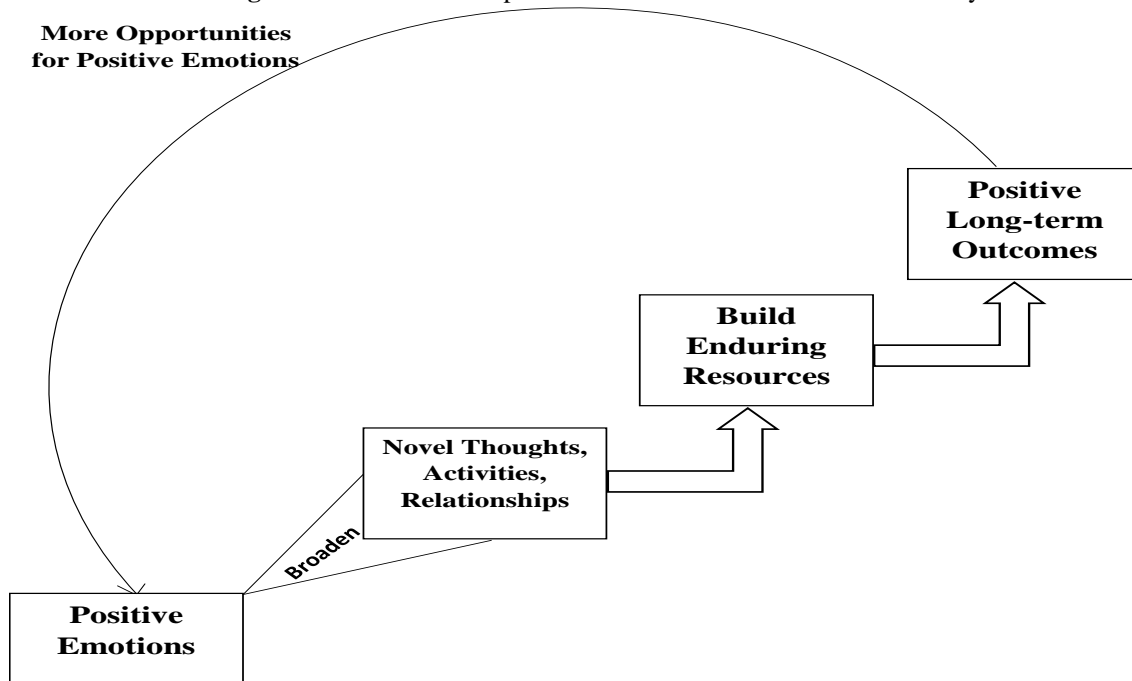 More Opportunities
for Positive Emotions
Positive
Long-term
Outcomes
Build
Enduring
Resources
Novel Thoughts,
Activities,
Relationships
Broaden
Positive
Emotions